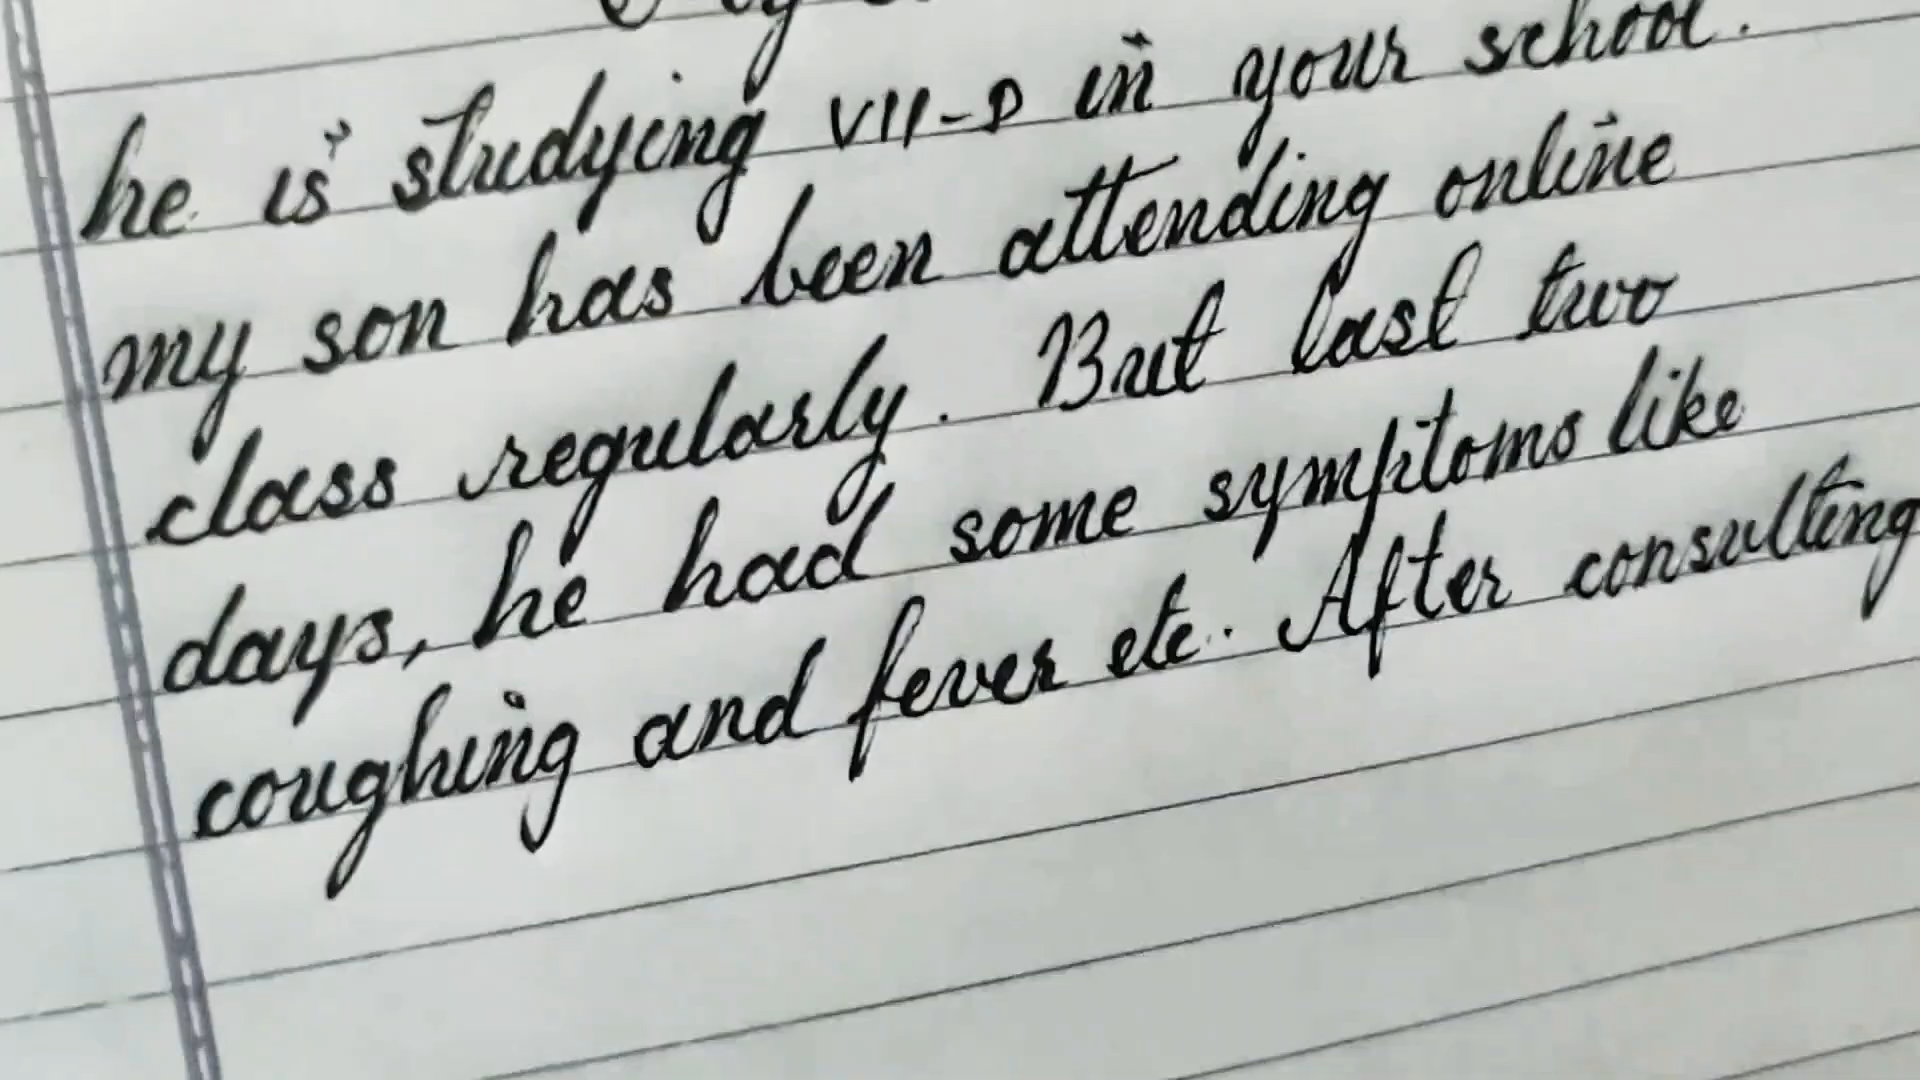 he is studying VII-D in your school.
my son has been attending online
class regularly. But last two
days, he had some symptoms like
coughing and fever etc. After consulting